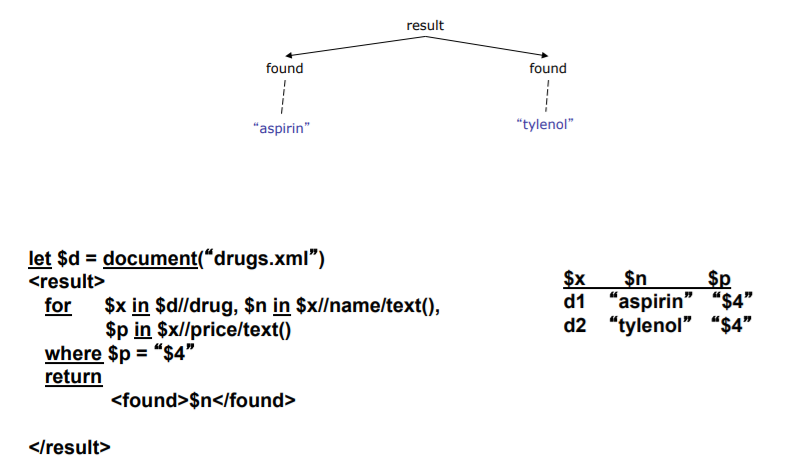 result
found found
“aspirin” “tylenol”
let $d = document(“drugs.xml”)
<result>
for $x in $d//drug, $n in $x//name/text(),
$p in $x//price/text()
where $p = “$4”
return
<found>$n</found>
</result>
$x $n $p
d1 “aspirin” “$4”
d2 “tylenol” “$4”